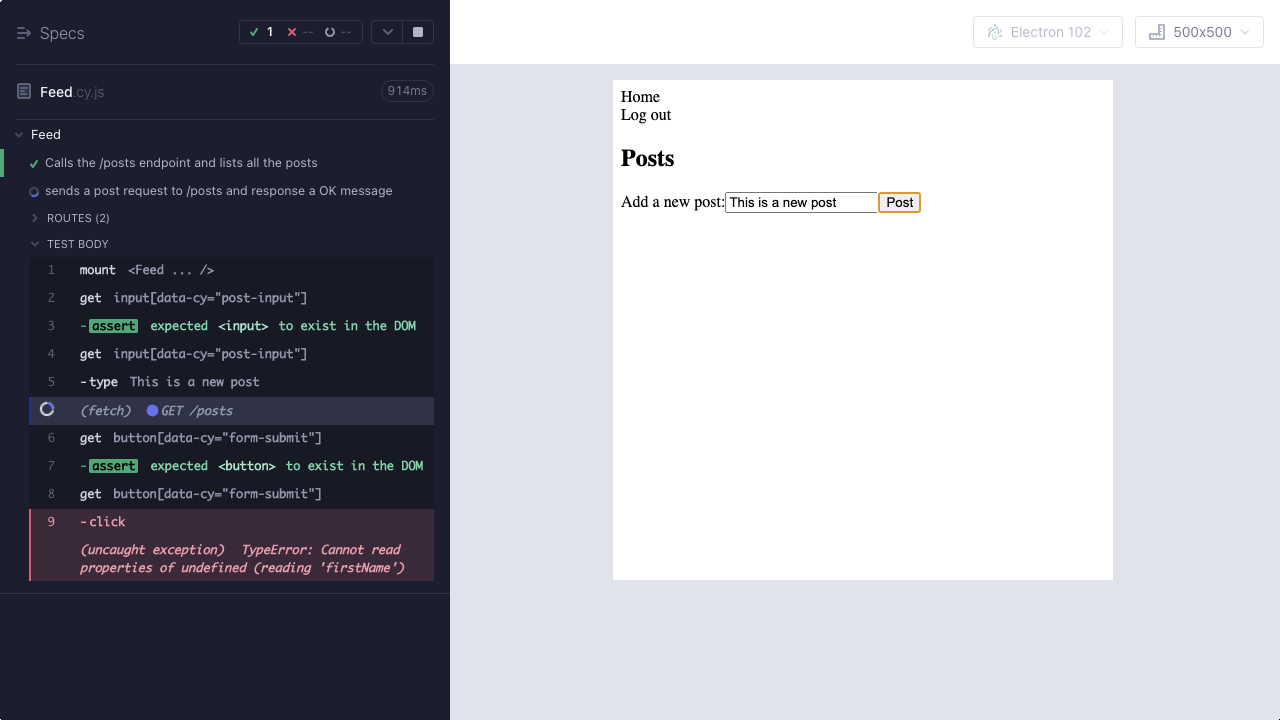 Specs
1 -- --
Feed.cy.js
914ms
Feed
Calls the /posts endpoint and lists all the posts
sends a post request to /posts and response a OK message
ROUTES (2)
TEST BODY
1 mount <Feed ... />
2 get input[data-cy="post-input"]
3 -assert expected <input> to exist in the DOM
4 get input[data-cy="post-input"]
5 -type This is a new post
(fetch) GET /posts
6 get button[data-cy="form-submit"]
7 -assert expected <button> to exist in the DOM
8 get button[data-cy="form-submit"]
9 -click
(uncaught exception) TypeError: Cannot read
properties of undefined (reading 'firstName')
Electron 102
500x500
Home
Log out
Posts
Add a new post: This is a new post Post